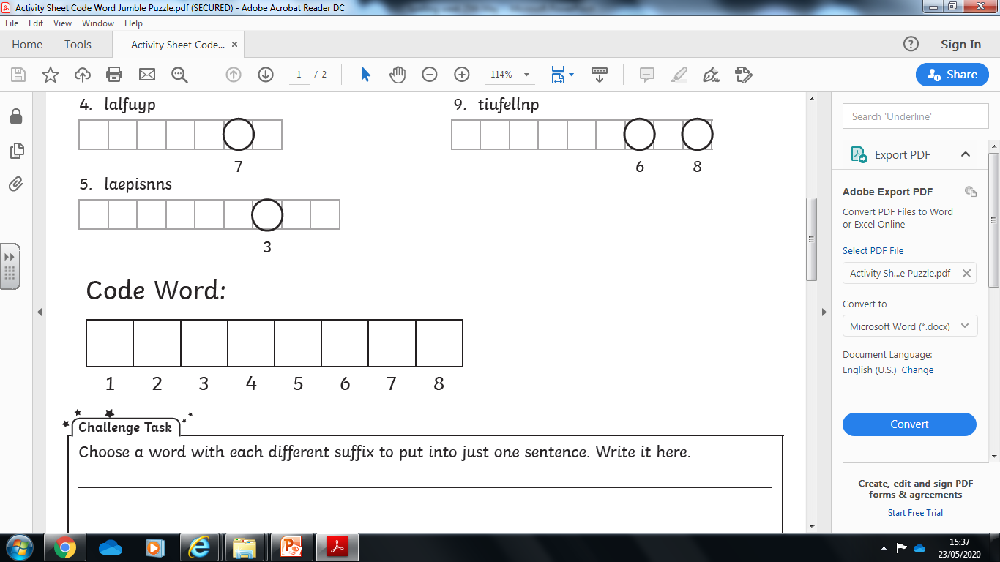 Activity Sheet Code Word Jumble Puzzle.pdf (SECURED) - Adobe Acrobat Reader DC
File Edit View Window Help
Home Tools Activity Sheet Code... × ? Sign In
1 / 2 114% Share
4. lalfuyp
7
5. laepisnns
3
9. tiufellnp
6 8
Code Word:
1 2 3 4 5 6 7 8
Challenge Task
Choose a word with each different suffix to put into just one sentence. Write it here.
Search 'Underline'
Export PDF
Adobe Export PDF
Convert PDF Files to Word
or Excel Online
Select PDF File
Activity Sh...e Puzzle.pdf
Convert to
Microsoft Word (*.docx)
Document Language:
English (U.S.) Change
Convert
Create, edit and sign PDF
forms & agreements
Start Free Trial
15:37
23/05/2020